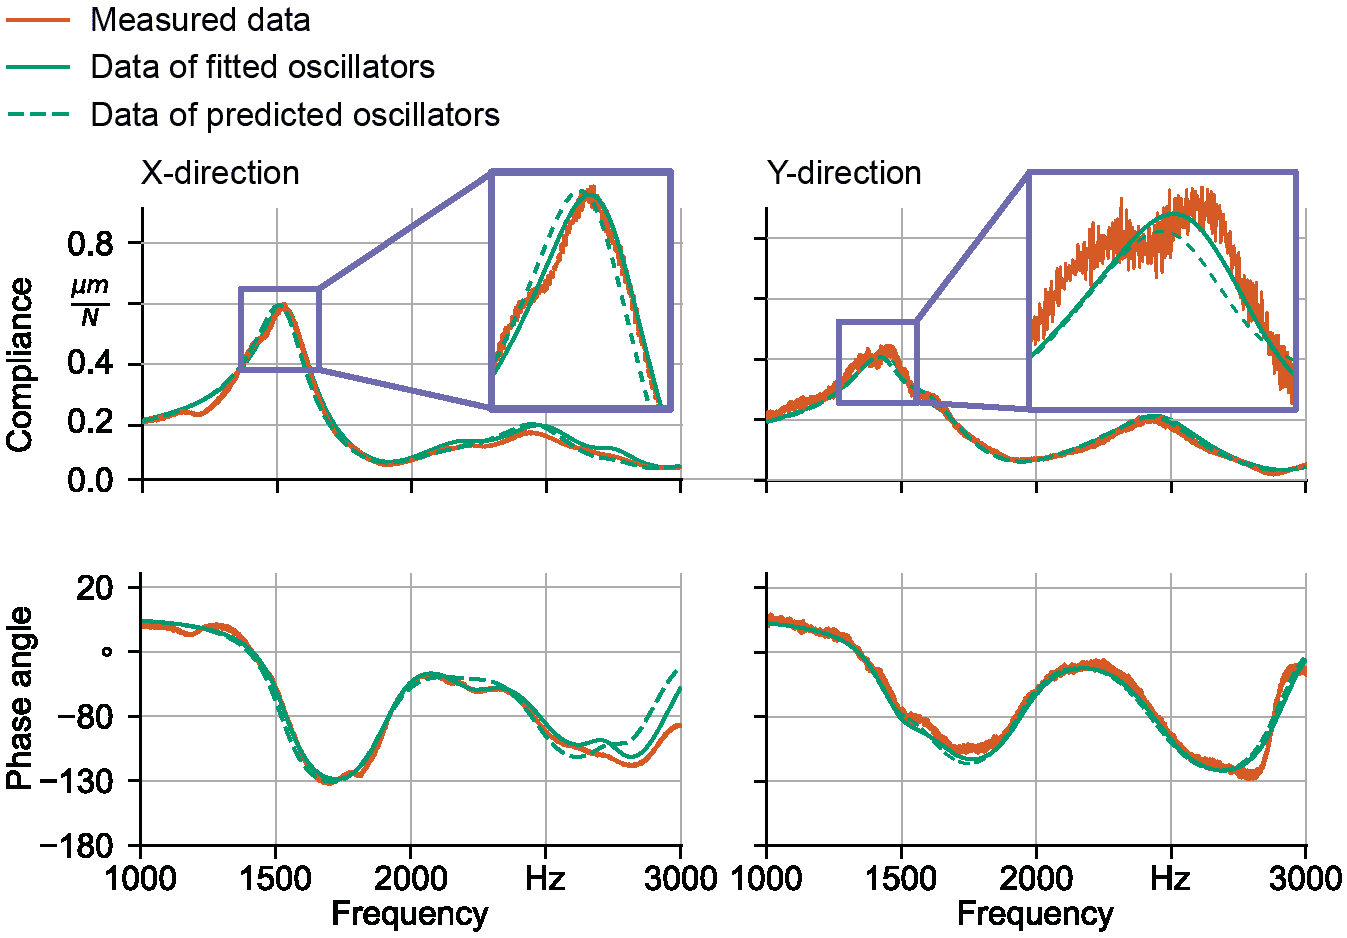 Measured data
Data of fitted oscillators
Data of predicted oscillators
X-direction
Y-direction
Compliance
0.8
μm
N
0.4
0.2
0.0
Phase angle
20
°
−80
−130
−180
1000 1500 2000 Hz 3000
1000 1500 2000 Hz 3000
Frequency
Frequency